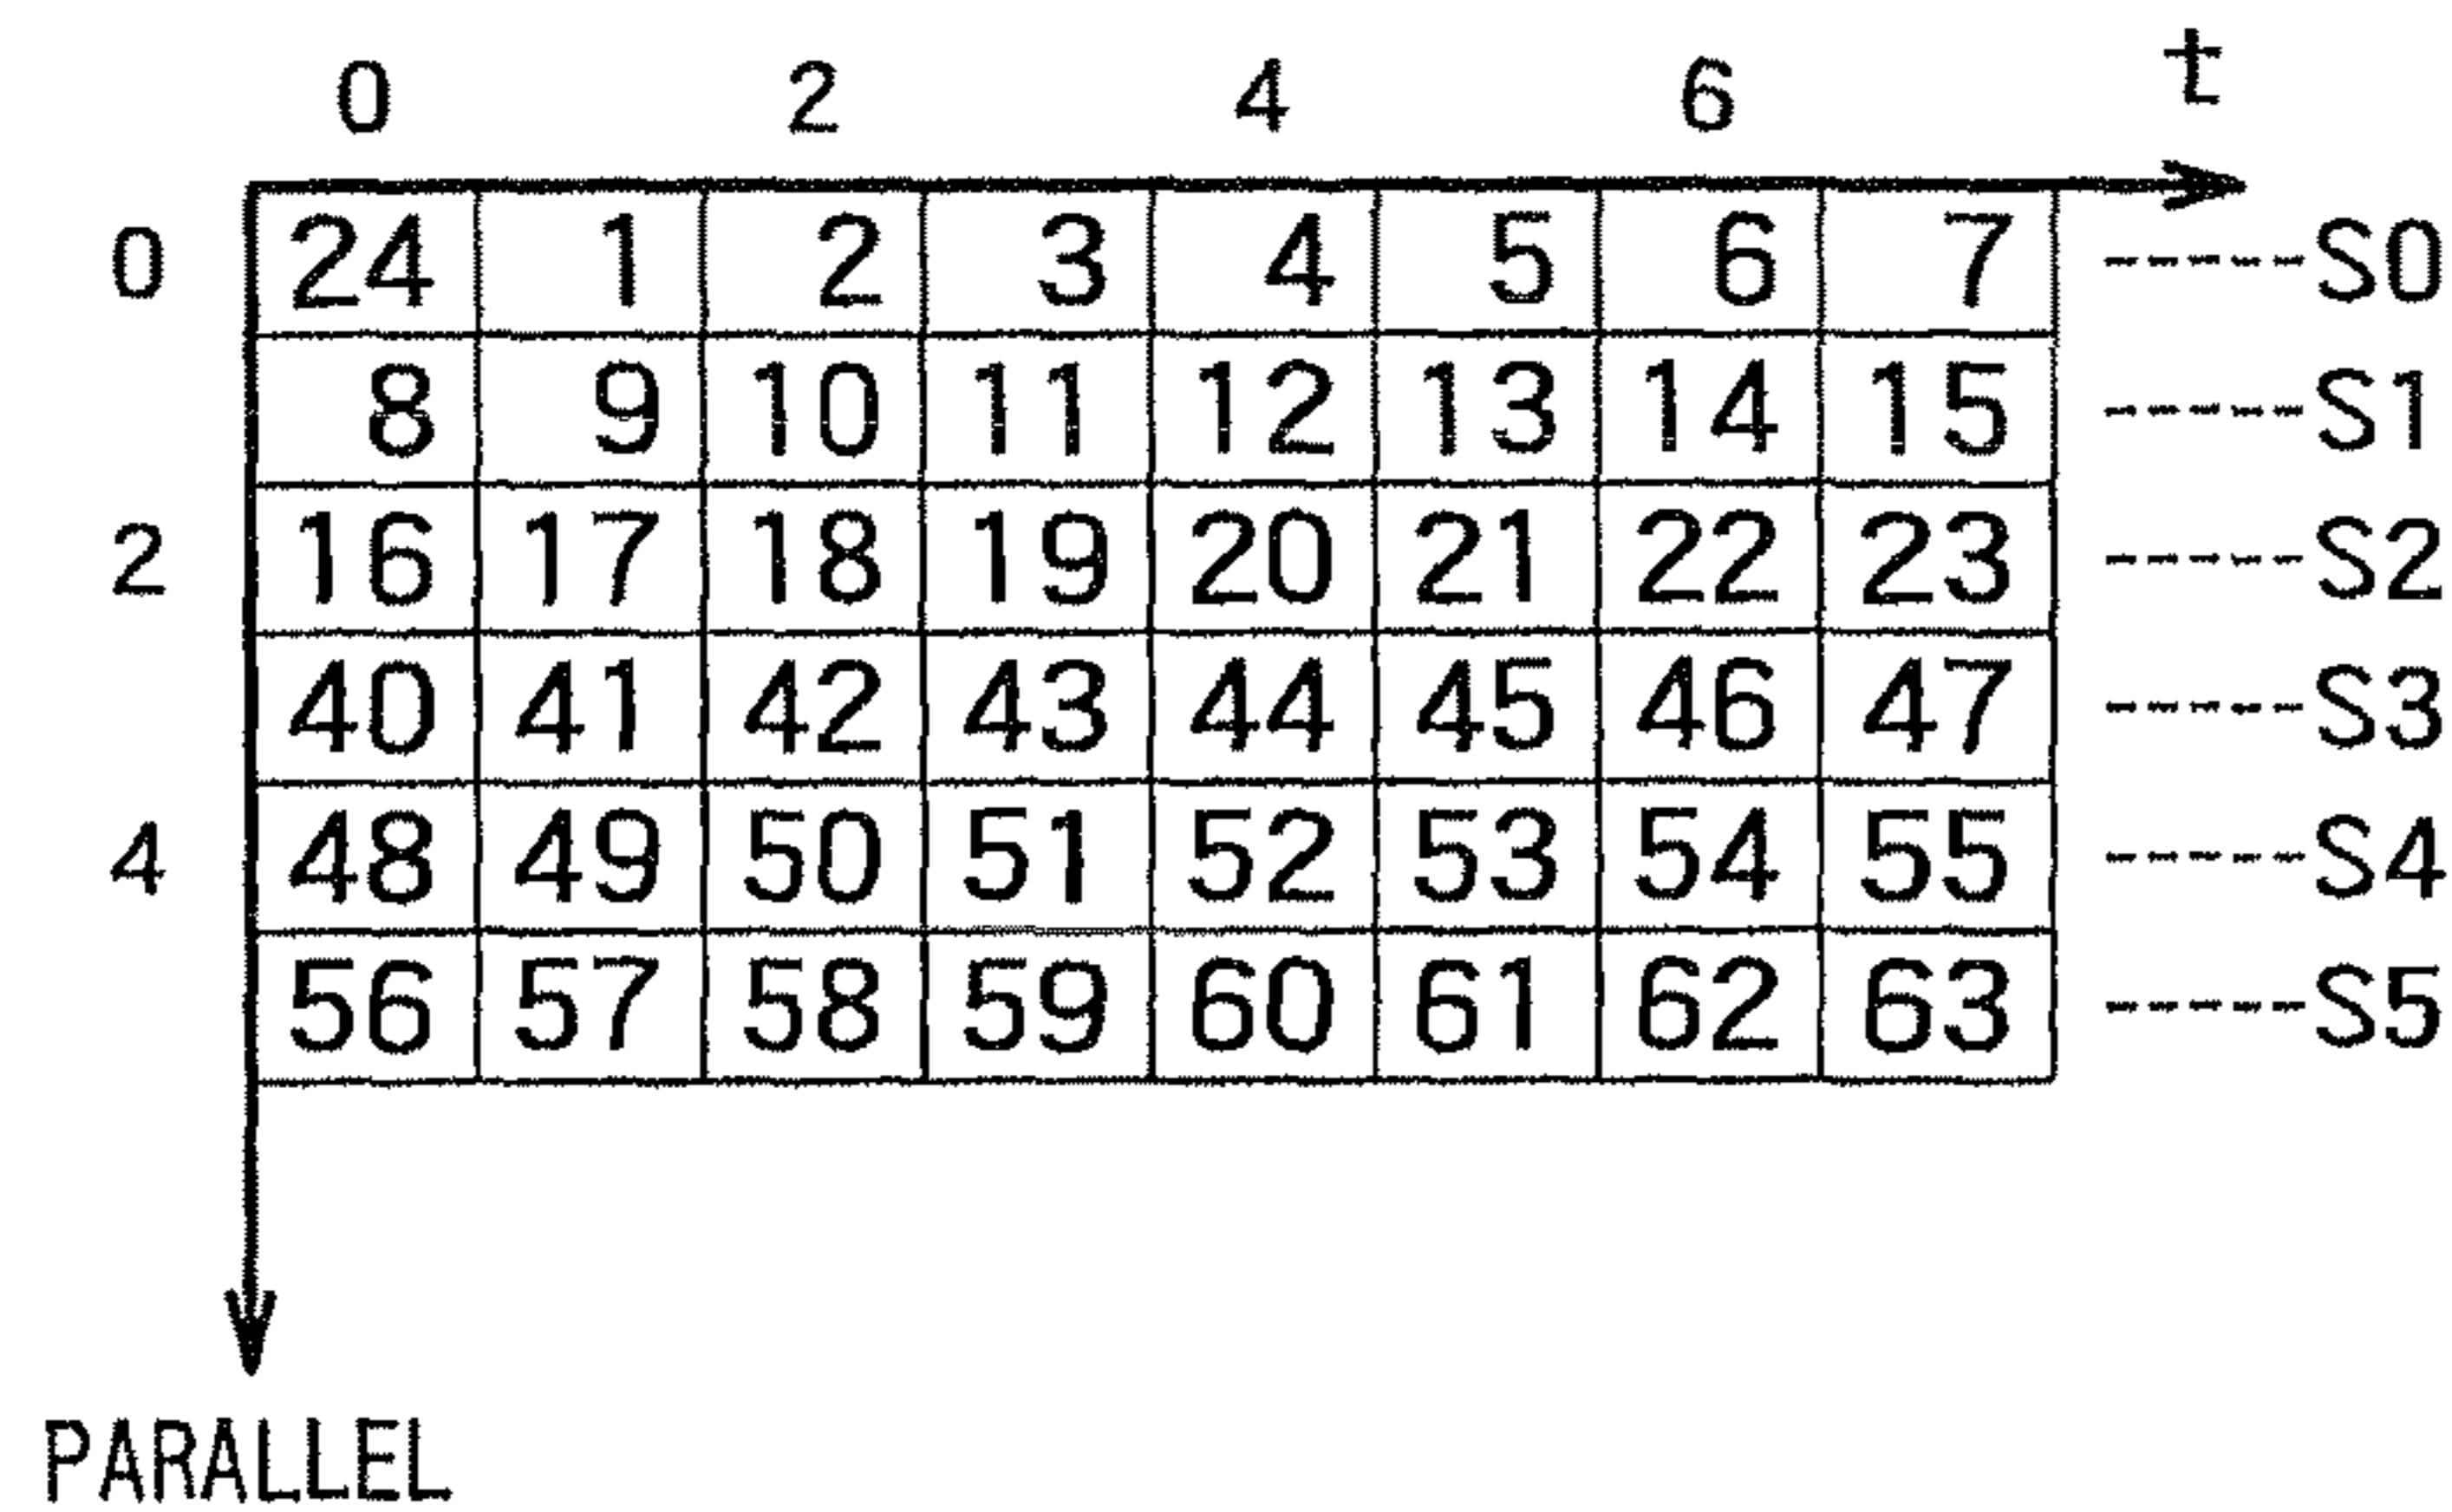 0 2 4 6 t
0 24 1 2 3 4 5 6 7 S0
8 9 10 11 12 13 14 15 S1
2 16 17 18 19 20 21 22 23 S2
40 41 42 43 44 45 46 47 S3
4 48 49 50 51 52 53 54 55 S4
56 57 58 59 60 61 62 63 S5
PARALLEL